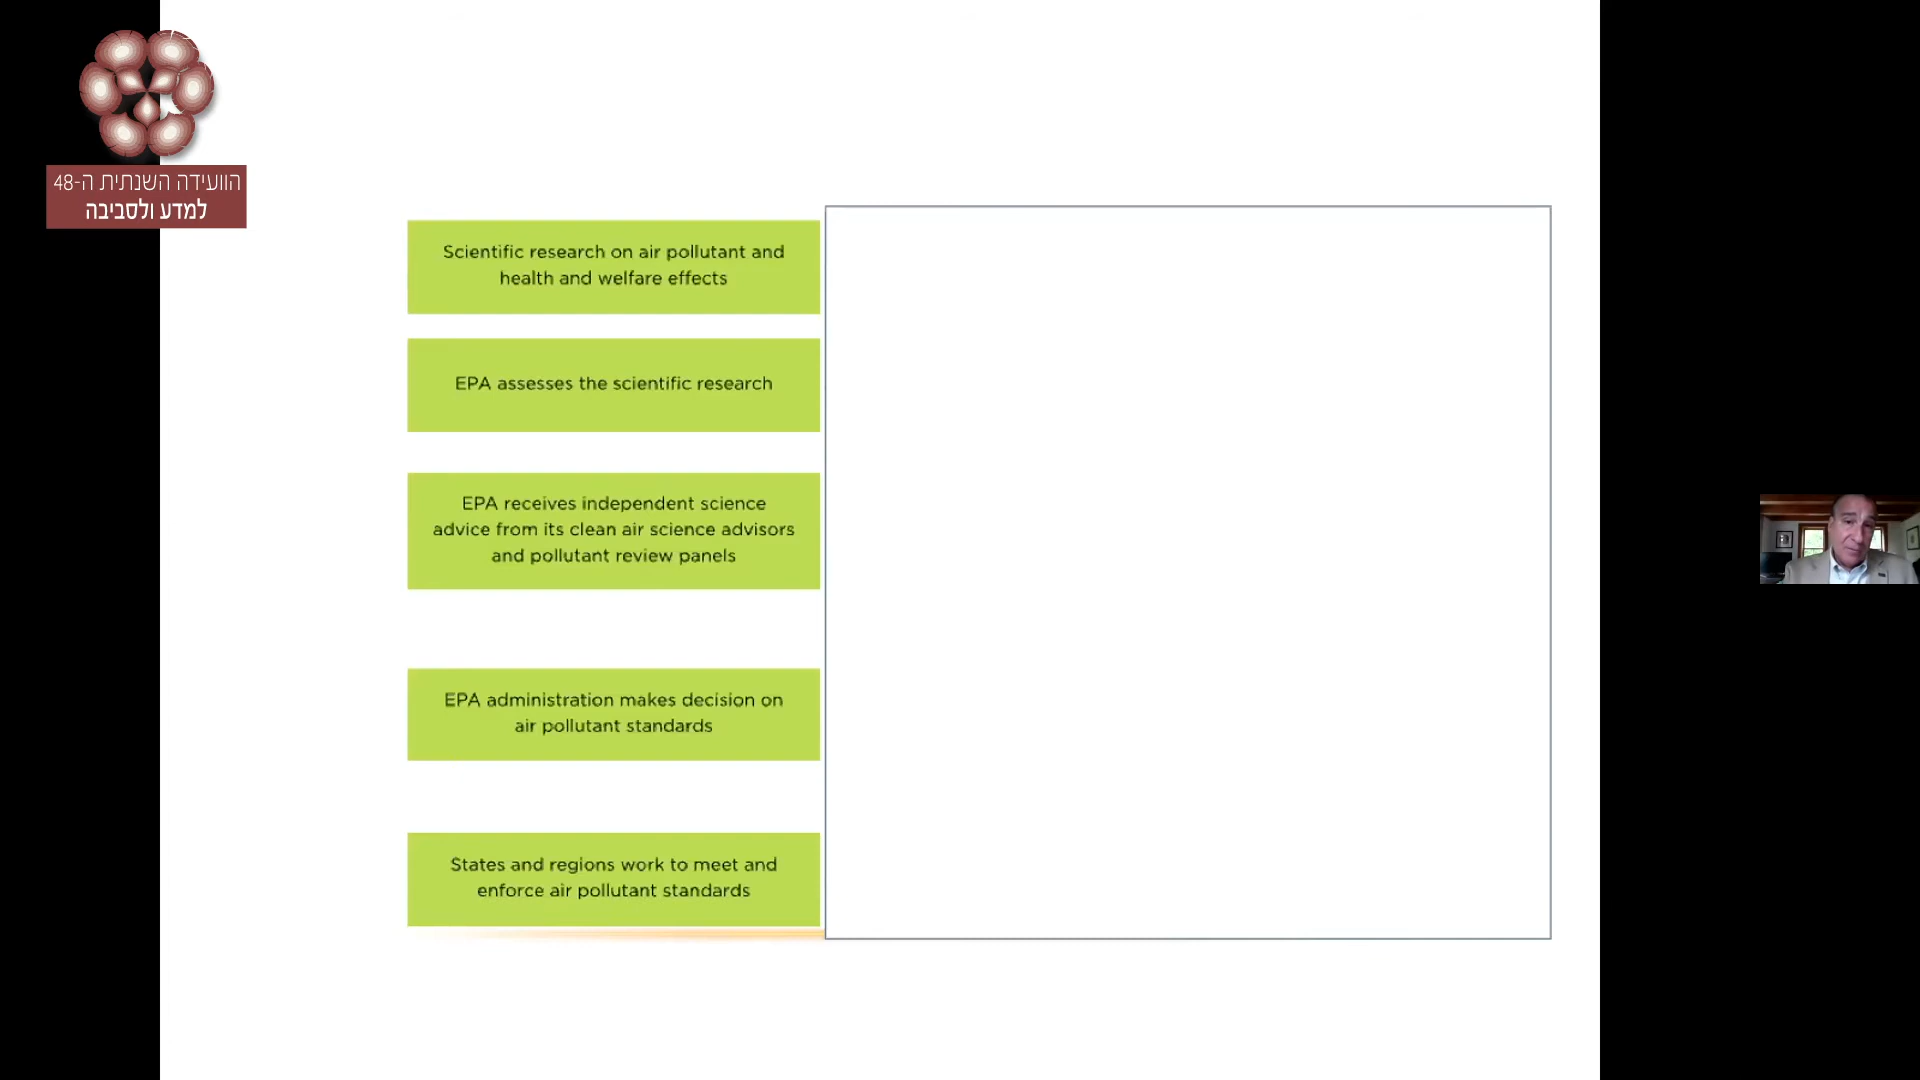 הוועידה השנתית ה-48
למדע ולסביבה
Scientific research on air pollutant and
health and welfare effects
EPA assesses the scientific research
EPA receives independent science
advice from its clean air science advisors
and pollutant review panels
EPA administration makes decision on
air pollutant standards
States and regions work to meet and
enforce air pollutant standards